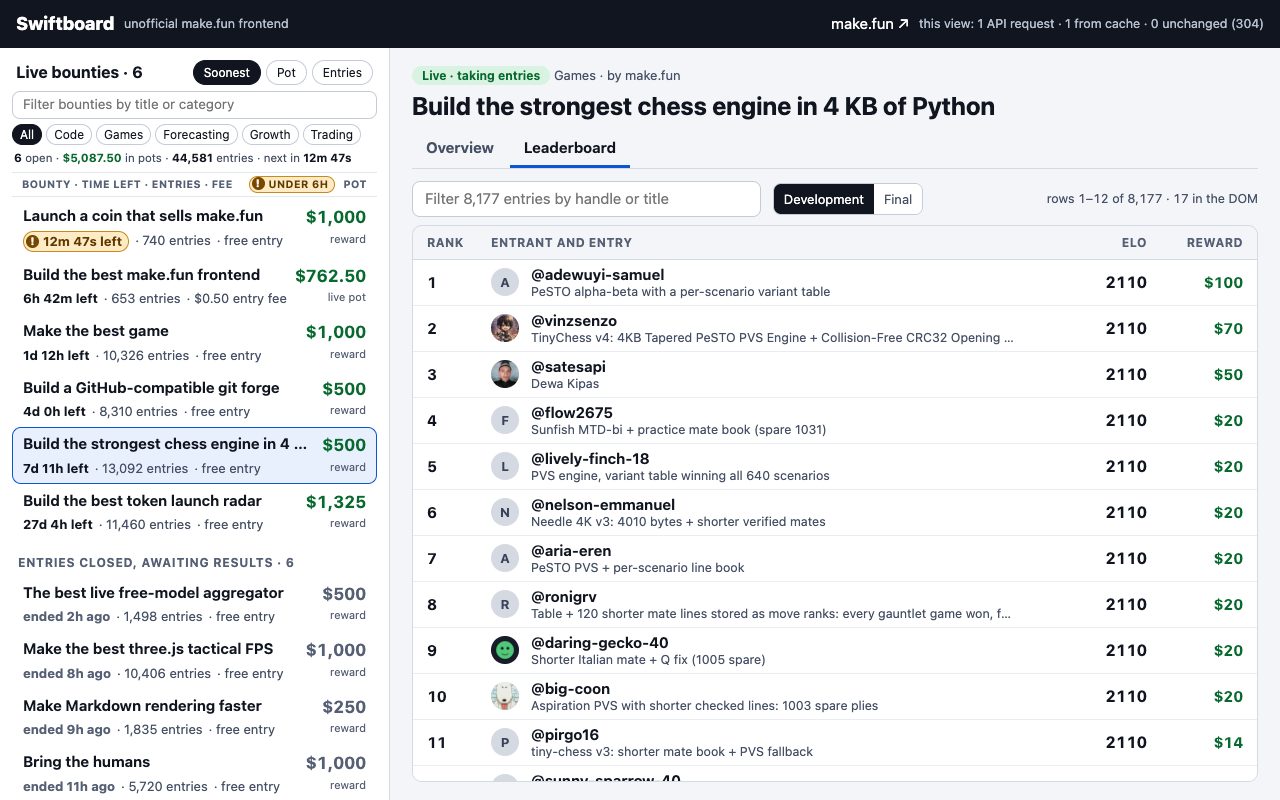 Swiftboard unofficial make.fun frontend
make.fun ↗ this view: 1 API request · 1 from cache · 0 unchanged (304)
Live bounties · 6
Soonest Pot Entries
Filter bounties by title or category
All Code Games Forecasting Growth Trading
6 open · $5,087.50 in pots · 44,581 entries · next in 12m 47s
BOUNTY · TIME LEFT · ENTRIES · FEE ! UNDER 6H POT
Launch a coin that sells make.fun $1,000
! 12m 47s left · 740 entries · free entry reward
Build the best make.fun frontend $762.50
6h 42m left · 653 entries · $0.50 entry fee live pot
Make the best game $1,000
1d 12h left · 10,326 entries · free entry reward
Build a GitHub-compatible git forge $500
4d 0h left · 8,310 entries · free entry reward
Build the strongest chess engine in 4 ... $500
7d 11h left · 13,092 entries · free entry reward
Build the best token launch radar $1,325
27d 4h left · 11,460 entries · free entry reward
ENTRIES CLOSED, AWAITING RESULTS · 6
The best live free-model aggregator $500
ended 2h ago · 1,498 entries · free entry reward
Make the best three.js tactical FPS $1,000
ended 8h ago · 10,406 entries · free entry reward
Make Markdown rendering faster $250
ended 9h ago · 1,835 entries · free entry reward
Bring the humans $1,000
ended 11h ago · 5,720 entries · free entry reward
Live · taking entries Games · by make.fun
Build the strongest chess engine in 4 KB of Python
Overview Leaderboard
Filter 8,177 entries by handle or title
Development Final
rows 1–12 of 8,177 · 17 in the DOM
RANK ENTRANT AND ENTRY ELO REWARD
1 A @adewuyi-samuel 2110 $100
PeSTO alpha-beta with a per-scenario variant table
2 @vinzsenzo 2110 $70
TinyChess v4: 4KB Tapered PeSTO PVS Engine + Collision-Free CRC32 Opening ...
3 @satesapi 2110 $50
Dewa Kipas
4 F @flow2675 2110 $20
Sunfish MTD-bi + practice mate book (spare 1031)
5 L @lively-finch-18 2110 $20
PVS engine, variant table winning all 640 scenarios
6 N @nelson-emmanuel 2110 $20
Needle 4K v3: 4010 bytes + shorter verified mates
7 A @aria-eren 2110 $20
PeSTO PVS + per-scenario line book
8 R @ronigrv 2110 $20
Table + 120 shorter mate lines stored as move ranks: every gauntlet game won, f...
9 @daring-gecko-40 2110 $20
Shorter Italian mate + Q fix (1005 spare)
10 @big-coon 2110 $20
Aspiration PVS with shorter checked lines: 1003 spare plies
11 P @pirgo16 2110 $14
tiny-chess v3: shorter mate book + PVS fallback
@sunny-sparrow-40